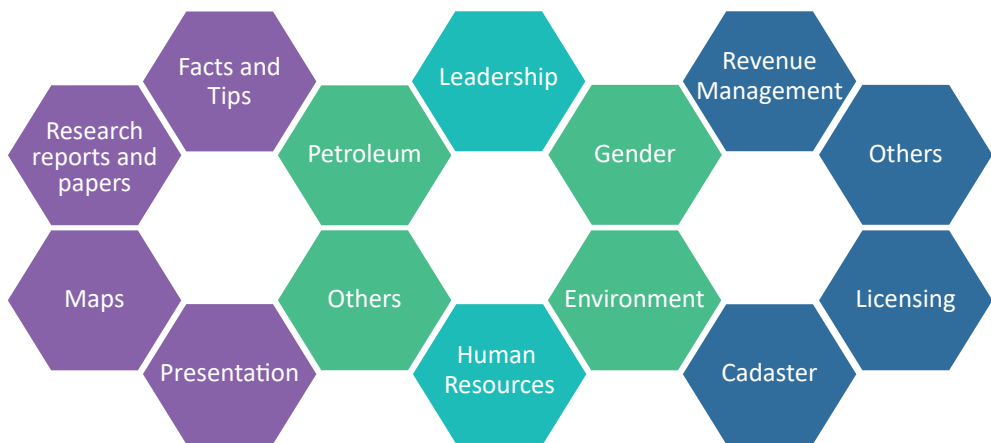 Facts and
Tips
Leadership
Revenue
Management
Research
reports and
papers
Petroleum
Gender
Others
Maps
Others
Environment
Licensing
Presentation
Human
Resources
Cadaster